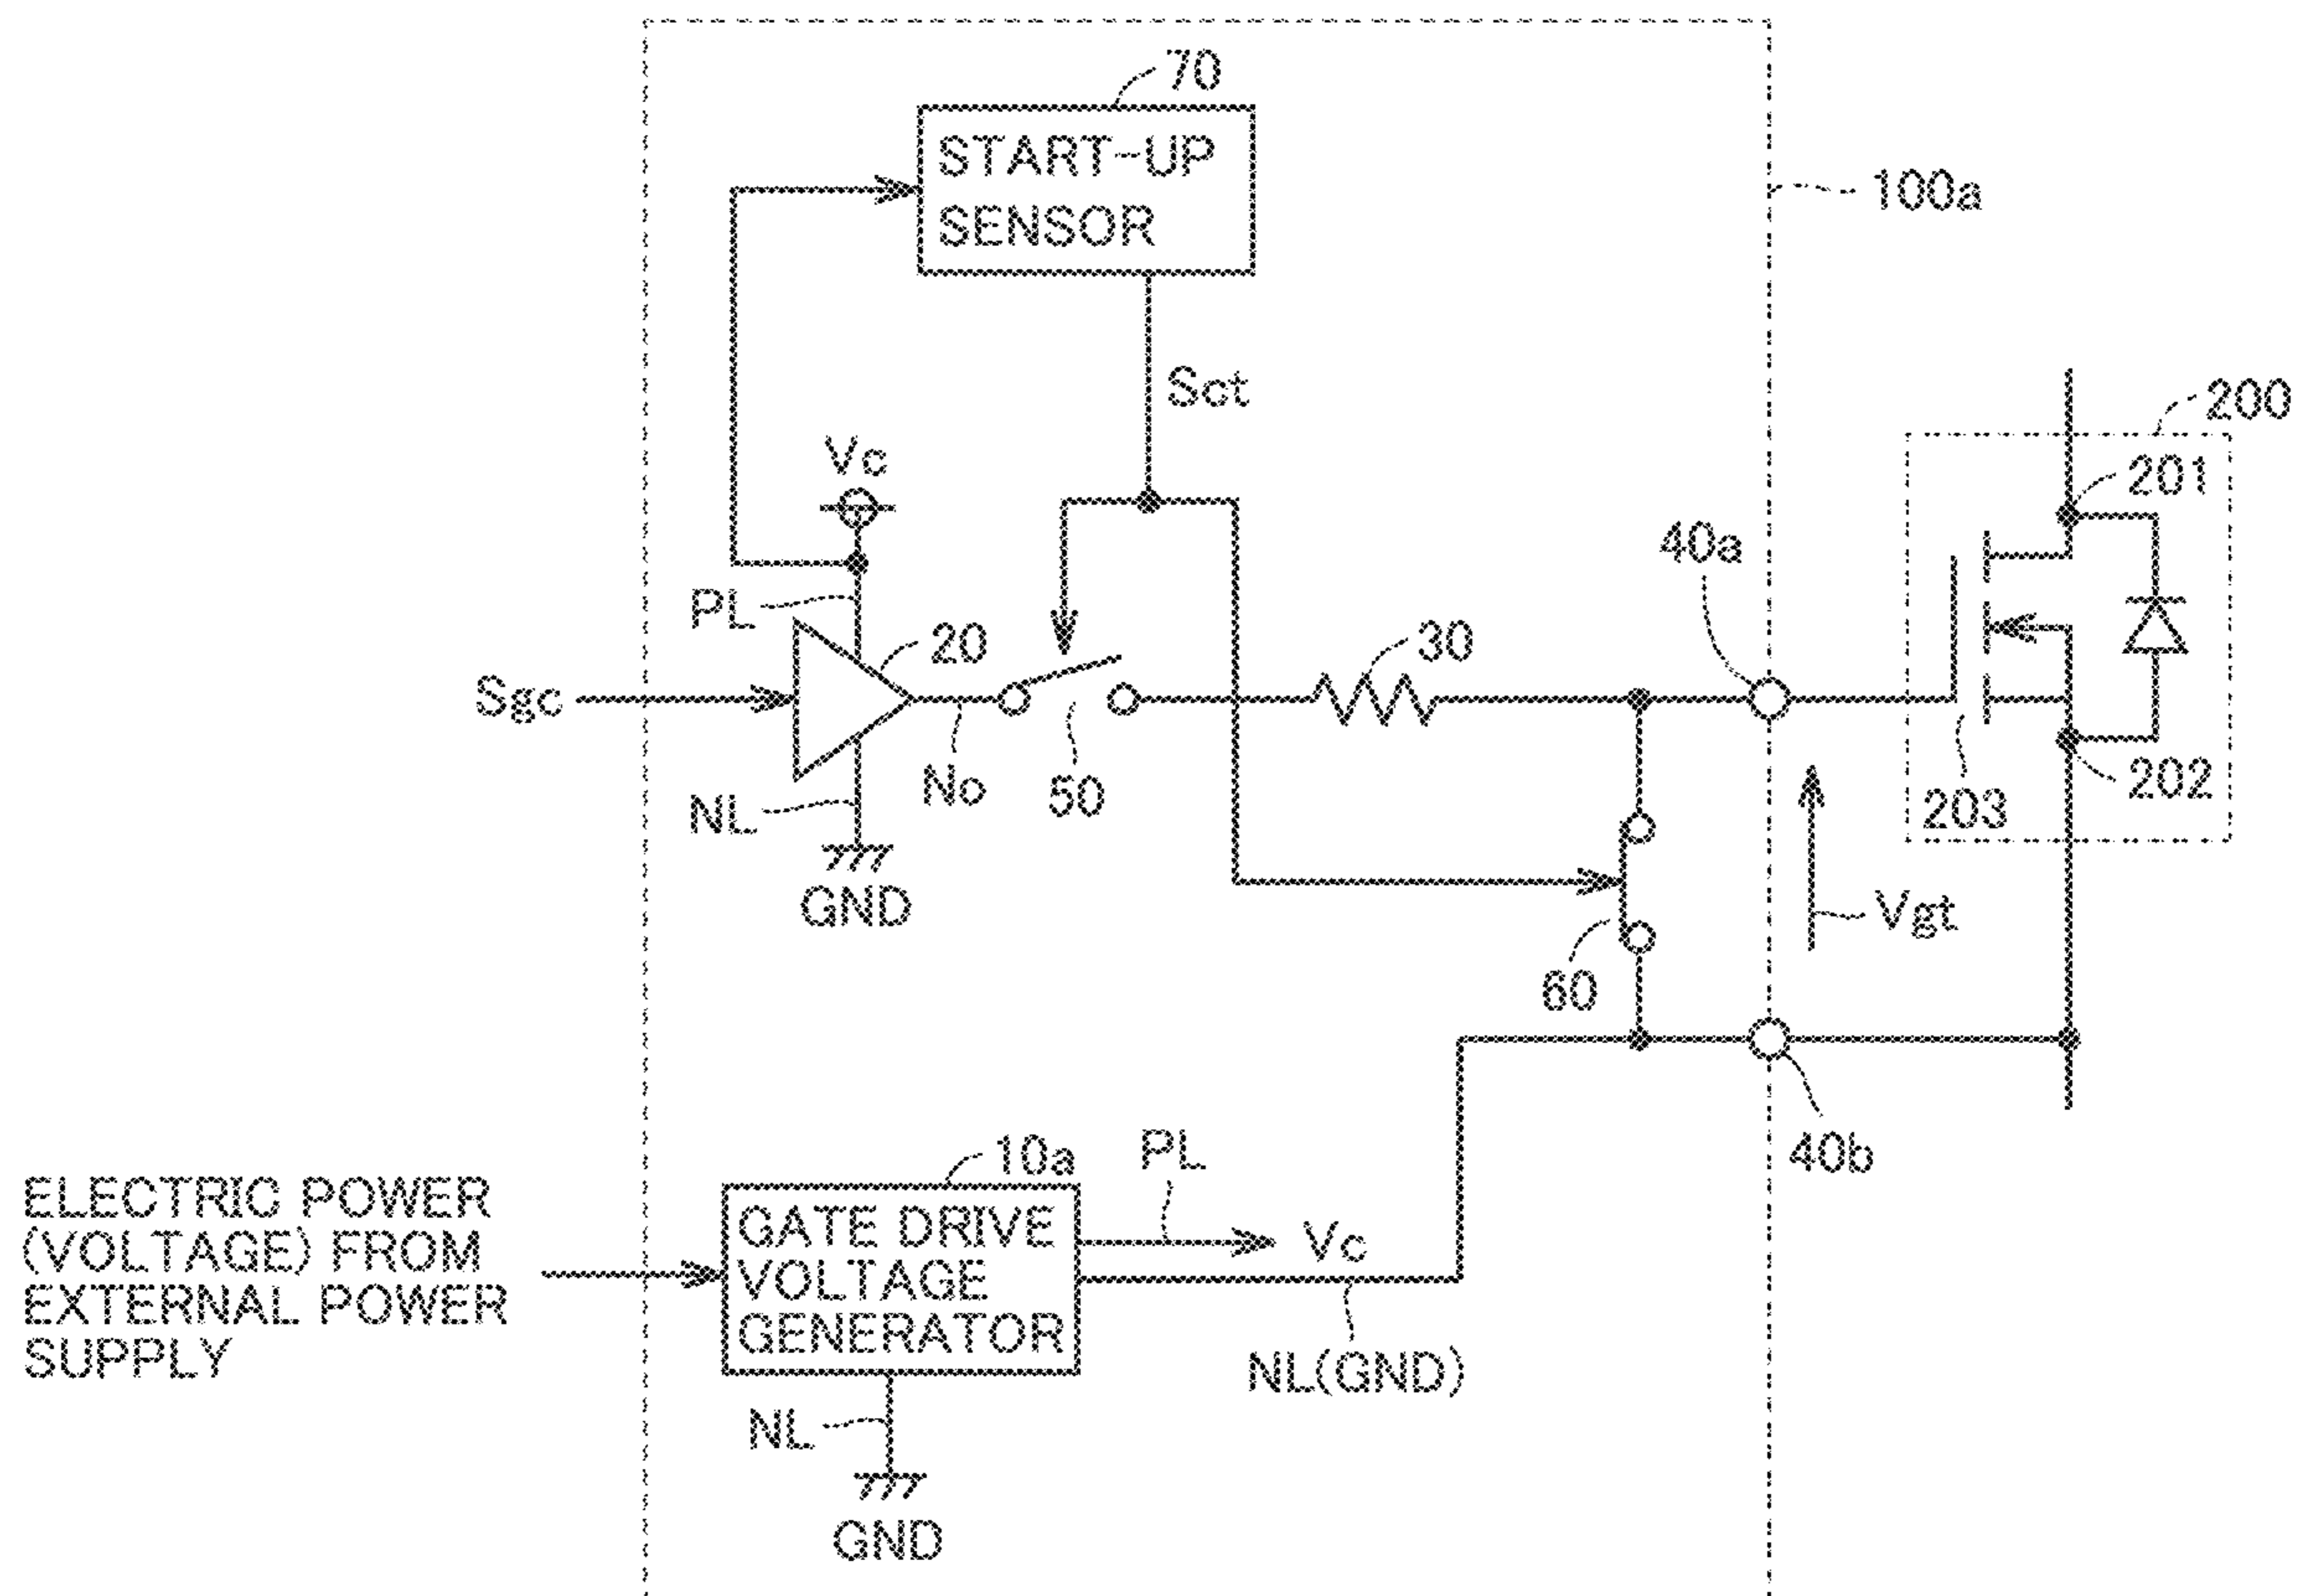 70
START-UP
SENSOR
100a
Sct
200
Vc
201
40a
PL
20
30
Sgc
No
50
NL
203
202
GND
Vgt
60
10a
PL
40b
ELECTRIC POWER
(VOLTAGE) FROM
EXTERNAL POWER
SUPPLY
GATE DRIVE
VOLTAGE
GENERATOR
Vc
NL(GND)
NL
GND